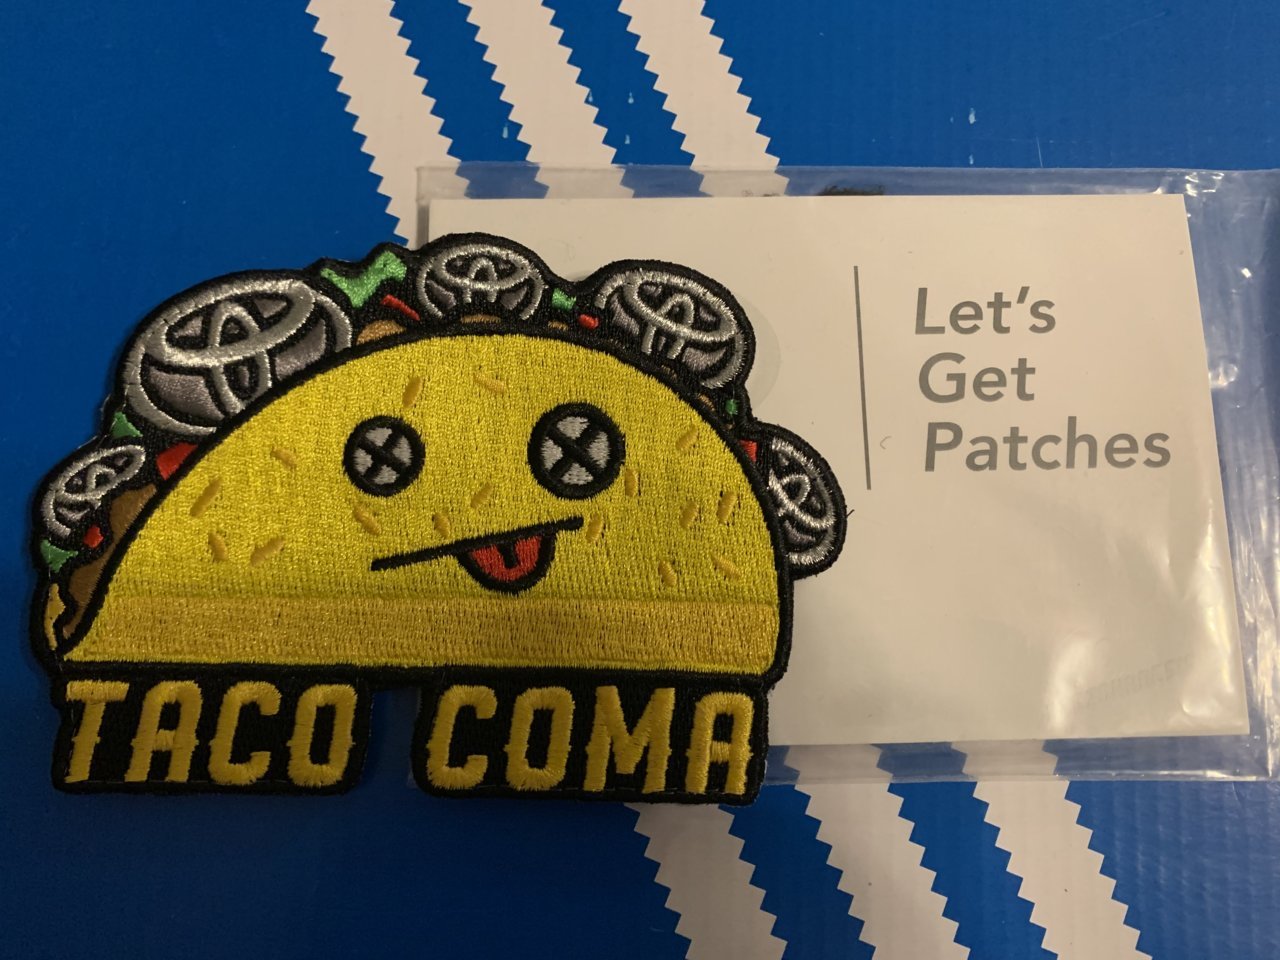 TACO COMA
Let's
Get
Patches